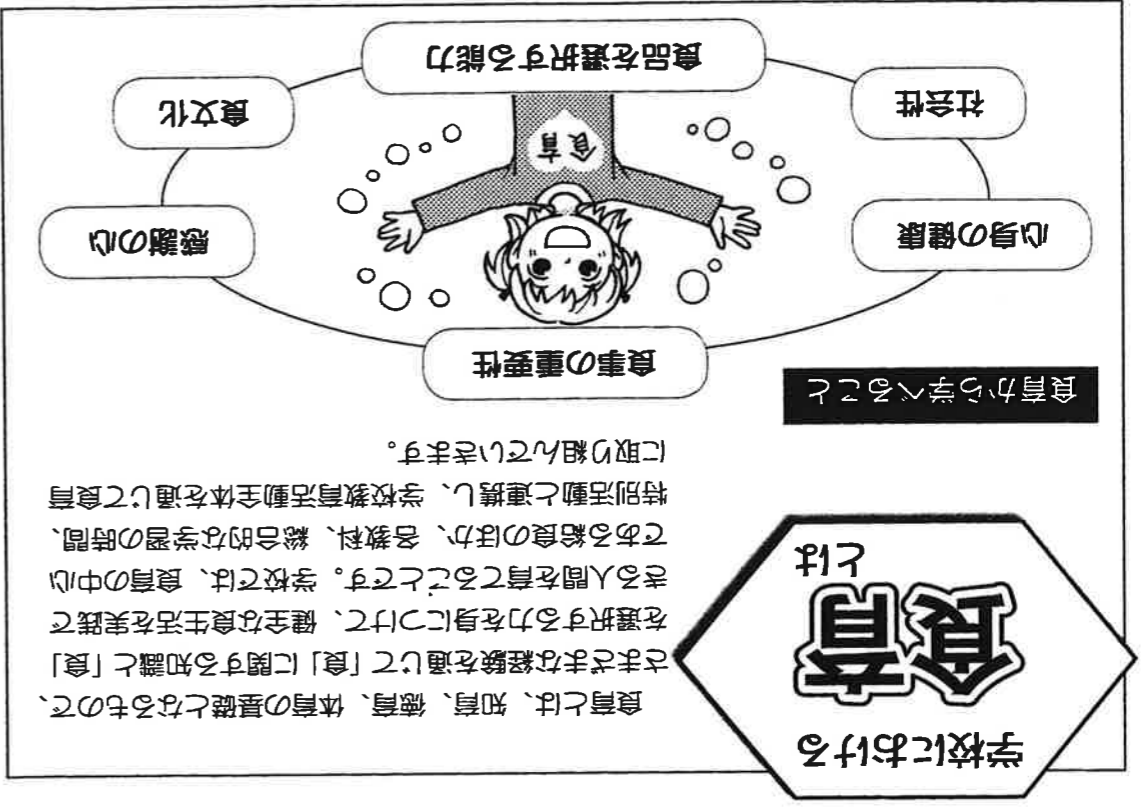 学校における
食育
とは
食育とは、知育、徳育、体育の基礎となるもので、
さまざまな経験を通じて「食」に関する知識と「食」
を選択する力を身につけて、健全な食生活を実践で
きる人間を育てることです。学校では、食育の中心
である給食のほか、各教科、総合的な学習の時間、
特別活動と連携し、学校教育活動全体を通じて食育
に取り組んでいきます。
食育から学べること
食事の重要性
心身の健康
感謝の心
食育
社会性
食文化
食品を選択する能力